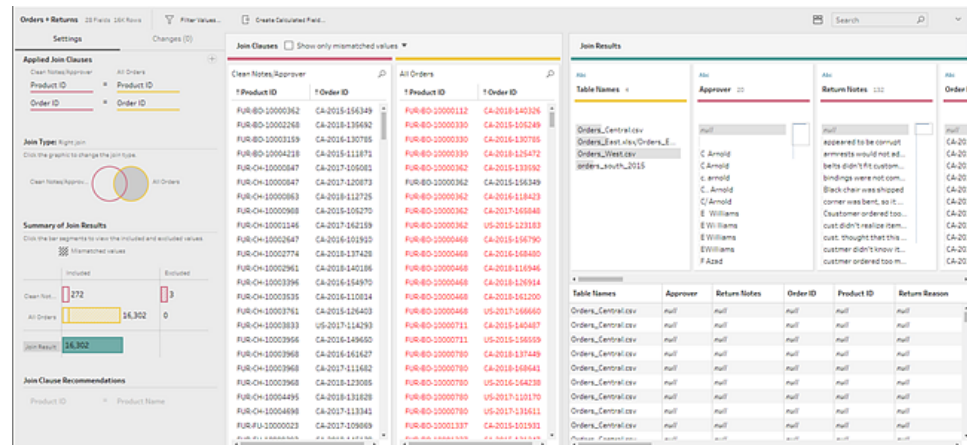 Orders + Returns 28 Fields 16K Rows
Filter Values...
Create Calculated Field...
Search
Settings
Changes (0)
Applied Join Clauses
Clean Notes/Approver
All Orders
Product ID = Product ID
Order ID = Order ID
Join Type: Right join
Click the graphic to change the join type.
Clean Notes/Approv...
All Orders
Summary of Join Results
Click the bar segments to view the included and excluded values.
Mismatched values
Included
Excluded
Clean Not... 272 3
All Orders 16,302 0
Join Result 16,302
Join Clause Recommendations
Product ID = Product Name
Join Clauses
Show only mismatched values
Clean Notes/Approver
Product ID Order ID
FUR-BO-10000362 CA-2015-156349
FUR-BO-10002268 CA-2018-135692
FUR-BO-10003159 CA-2016-130785
FUR-BO-10004218 CA-2015-111871
FUR-CH-10000847 CA-2017-105081
FUR-CH-10000847 CA-2017-120873
FUR-CH-10000863 CA-2018-112725
FUR-CH-10000988 CA-2015-105270
FUR-CH-10001146 CA-2017-162159
FUR-CH-10002647 CA-2016-101910
FUR-CH-10002774 CA-2018-137428
FUR-CH-10002961 CA-2018-140186
FUR-CH-10003396 CA-2016-154970
FUR-CH-10003535 CA-2016-110814
FUR-CH-10003761 CA-2015-126403
FUR-CH-10003833 US-2017-114293
FUR-CH-10003956 CA-2016-149650
FUR-CH-10003968 CA-2016-161627
FUR-CH-10003968 CA-2017-111682
FUR-CH-10003968 CA-2018-123085
FUR-CH-10004495 CA-2018-131828
FUR-CH-10004698 CA-2017-113341
FUR-FU-10000023 CA-2017-109869
All Orders
Product ID Order ID
FUR-BO-10000112 CA-2018-140326
FUR-BO-10000330 CA-2015-105249
FUR-BO-10000330 CA-2016-130785
FUR-BO-10000330 CA-2018-125472
FUR-BO-10000362 CA-2015-133592
FUR-BO-10000362 CA-2015-156349
FUR-BO-10000362 CA-2016-118423
FUR-BO-10000362 CA-2017-165848
FUR-BO-10000362 US-2015-123183
FUR-BO-10000468 CA-2015-156790
FUR-BO-10000468 CA-2016-168480
FUR-BO-10000468 CA-2018-116946
FUR-BO-10000468 CA-2018-126914
FUR-BO-10000468 CA-2018-161200
FUR-BO-10000468 US-2017-166660
FUR-BO-10000711 CA-2015-140487
FUR-BO-10000711 US-2015-156559
FUR-BO-10000780 CA-2018-137449
FUR-BO-10000780 CA-2018-168641
FUR-BO-10000780 US-2016-164238
FUR-BO-10000780 US-2017-110170
FUR-BO-10000780 US-2017-131611
FUR-BO-10001337 CA-2015-101931
Join Results
Abc
Table Names 4
Orders_Central.csv
Orders_East.xlsx/Orders_E...
Orders_West.csv
orders_south_2015
Abc
Approver 20
null
C Arnold
C.Arnold
c. arnold
C. Arnold
C/Arnold
E Williams
E Williams
E.Williams
EWilliams
F Azad
Abc
Return Notes 132
null
appeared to be corrupt
armrests would not ad...
belts didn't fit custom...
bindings were not com...
Black chair was shipped
corner was bent, so it ...
Csustomer ordered too...
cust didn't realize item...
cust. thought that this ...
custmer didn't know it...
custmer ordered too m...
Abc
Order I
Table Names Approver Return Notes Order ID Product ID Return Reason
Orders_Central.csv null null null null null
Orders_Central.csv null null null null null
Orders_Central.csv null null null null null
Orders_Central.csv null null null null null
Orders_Central.csv null null null null null
Orders_Central.csv null null null null null
Orders_Central.csv null null null null null
Orders_Central.csv null null null null null
Orders_Central.csv null null null null null